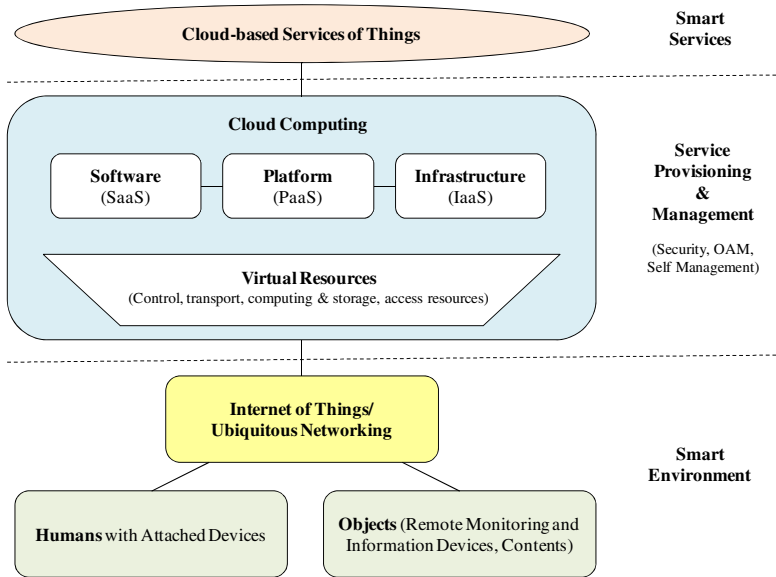 Cloud-based Services of Things
Smart
Services
Cloud Computing
Software
(SaaS)
Platform
(PaaS)
Infrastructure
(IaaS)
Virtual Resources
(Control, transport, computing & storage, access resources)
Service
Provisioning
&
Management
(Security, OAM,
Self Management)
Internet of Things/
Ubiquitous Networking
Smart
Environment
Humans with Attached Devices
Objects (Remote Monitoring and
Information Devices, Contents)